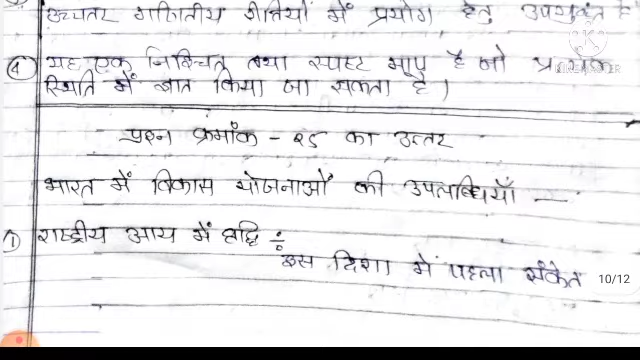 उच्चतर गणितीय रीतियों में प्रयोग हेतु उपयुक्त है
④ यह एक निश्चित तथा स्पष्ट माप है जो प्रत्येक
स्थिति में ज्ञात किया जा सकता है।
प्रश्न क्रमाँक - २५ का उत्तर
भारत में विकास योजनाओं की उपलब्धियाँ —
① राष्ट्रीय आय में वृद्धि ÷
इस दिशा में पहला संकेत
10/12